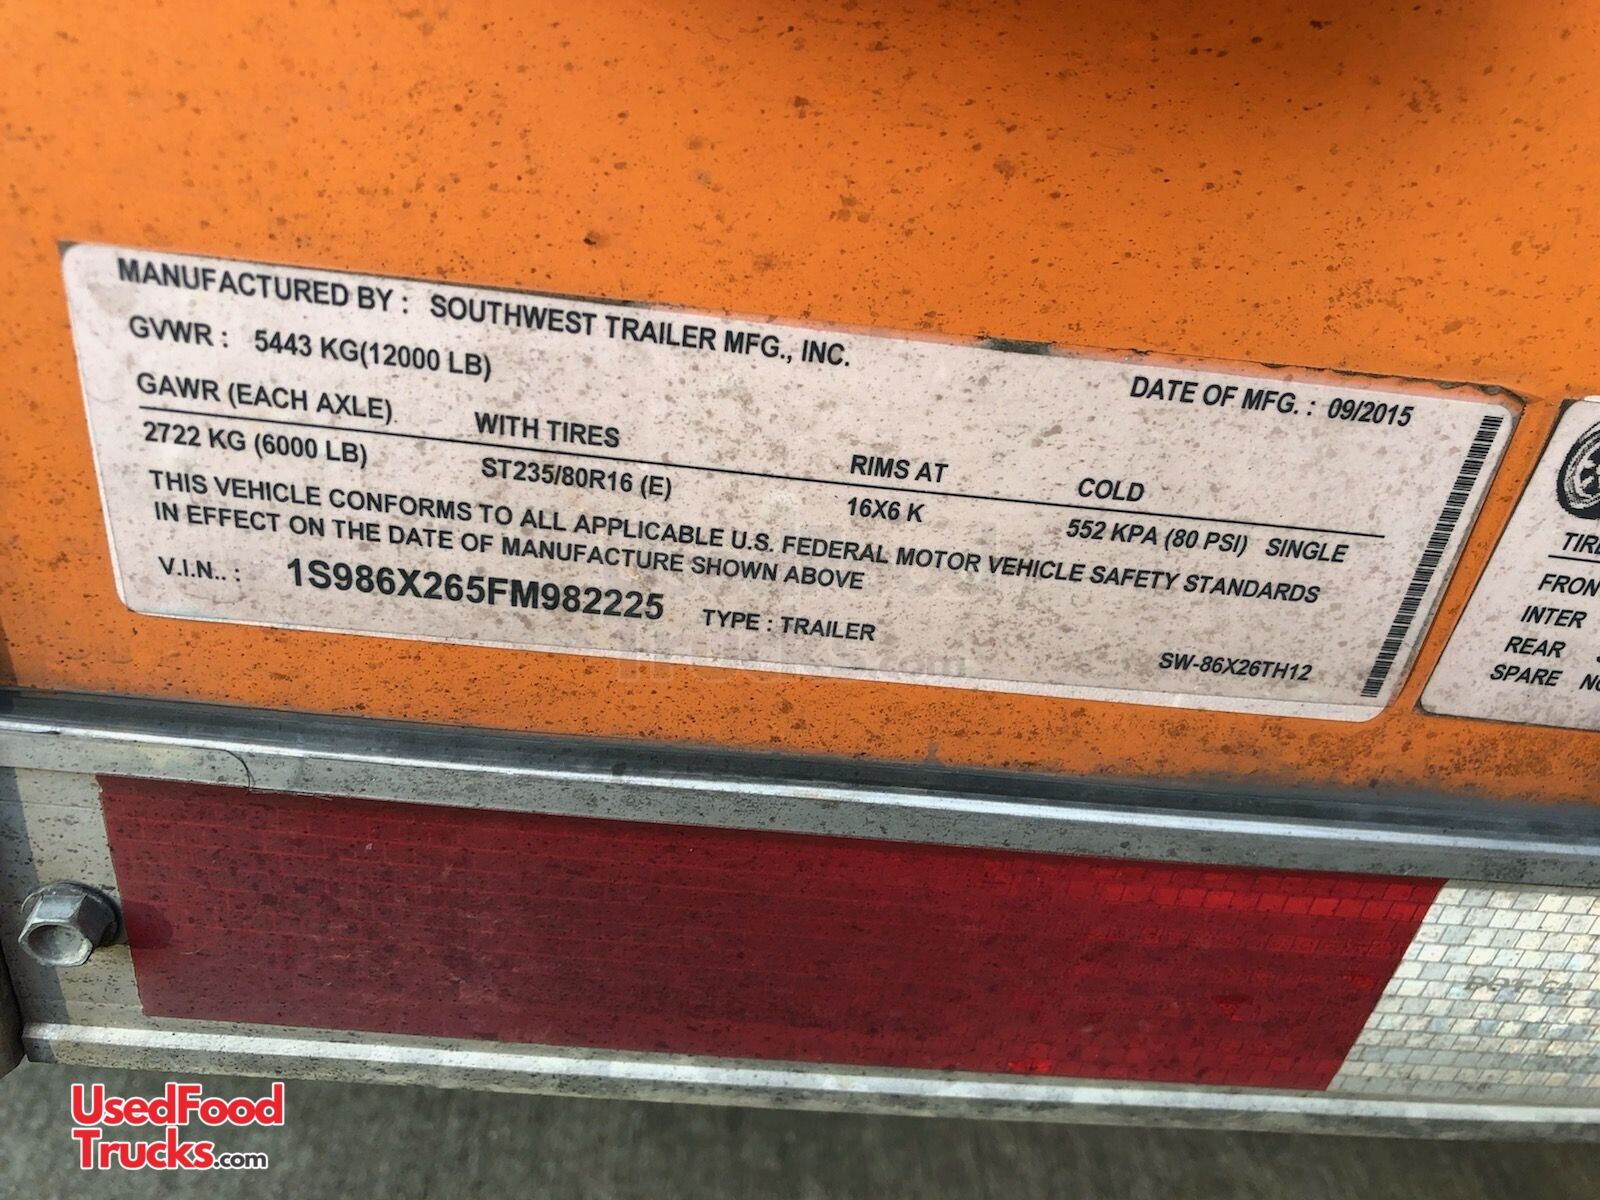 MANUFACTURED BY : SOUTHWEST TRAILER MFG., INC.
GVWR : 5443 KG(12000 LB)
DATE OF MFG. : 09/2015
GAWR (EACH AXLE) WITH TIRES RIMS AT COLD
2722 KG (6000 LB) ST235/80R16 (E) 16X6 K 552 KPA (80 PSI) SINGLE
THIS VEHICLE CONFORMS TO ALL APPLICABLE U.S. FEDERAL MOTOR VEHICLE SAFETY STANDARDS
IN EFFECT ON THE DATE OF MANUFACTURE SHOWN ABOVE
V.I.N.. : 1S986X265FM982225 TYPE : TRAILER
SW-86X26TH12
FRON
INTER
REAR
SPARE
DOT-C2
UsedFood
Trucks.com